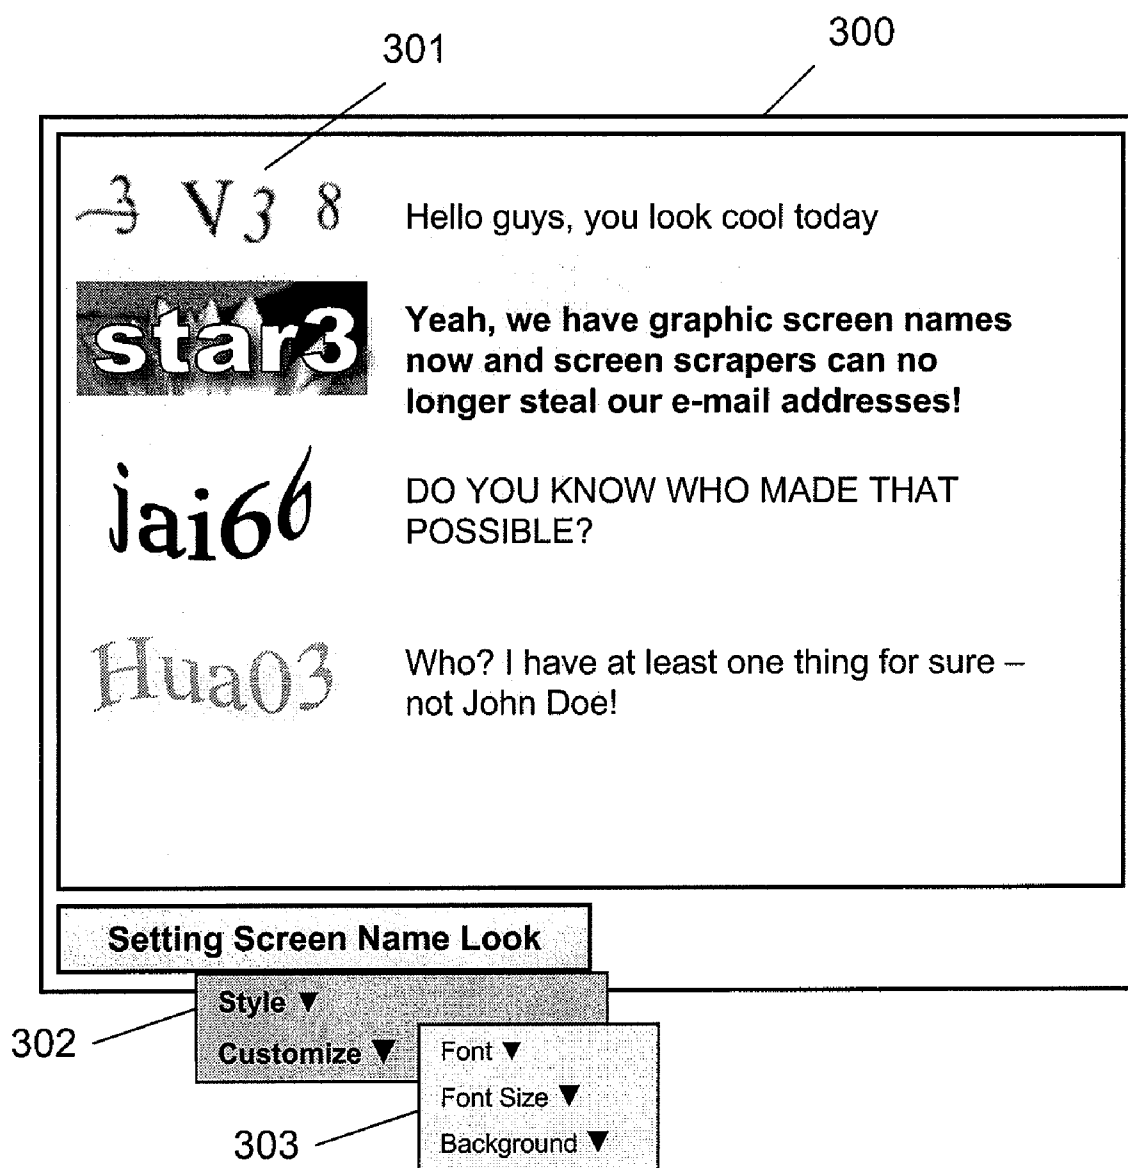 301
300
3 V3 8
Hello guys, you look cool today
star3
Yeah, we have graphic screen names
now and screen scrapers can no
longer steal our e-mail addresses!
jai66
DO YOU KNOW WHO MADE THAT
POSSIBLE?
Hua03
Who? I have at least one thing for sure –
not John Doe!
Setting Screen Name Look
Style ▼
302
Customize ▼
Font ▼
Font Size ▼
303
Background ▼